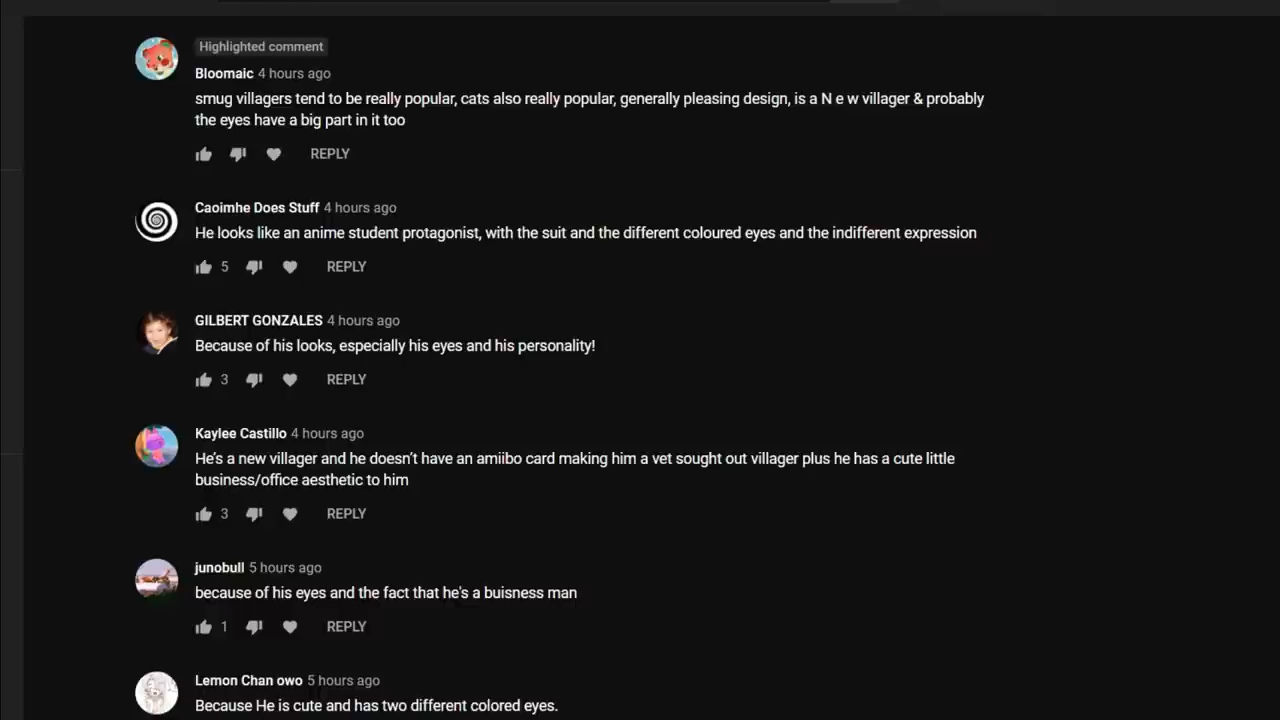 Highlighted comment
Bloomaic 4 hours ago
smug villagers tend to be really popular, cats also really popular, generally pleasing design, is a N e w villager & probably
the eyes have a big part in it too
REPLY
Caoimhe Does Stuff 4 hours ago
He looks like an anime student protagonist, with the suit and the different coloured eyes and the indifferent expression
5 REPLY
GILBERT GONZALES 4 hours ago
Because of his looks, especially his eyes and his personality!
3 REPLY
Kaylee Castillo 4 hours ago
He's a new villager and he doesn't have an amiibo card making him a vet sought out villager plus he has a cute little
business/office aesthetic to him
3 REPLY
junobull 5 hours ago
because of his eyes and the fact that he's a buisness man
1 REPLY
Lemon Chan owo 5 hours ago
Because He is cute and has two different colored eyes.